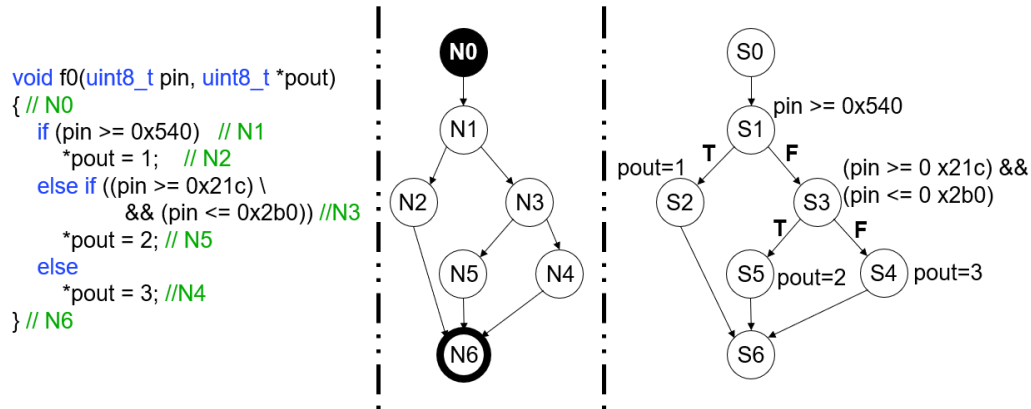 void f0(uint8_t pin, uint8_t *pout)
{ // N0
if (pin >= 0x540) // N1
*pout = 1; // N2
else if ((pin >= 0x21c) \
&& (pin <= 0x2b0)) //N3
*pout = 2; // N5
else
*pout = 3; //N4
} // N6
N0
N1
N2
N3
N5
N4
N6
S0
pin >= 0x540
S1
T
F
pout=1
(pin >= 0 x21c) &&
(pin <= 0x2b0)
S2
S3
T
F
S5
pout=2
S4
pout=3
S6